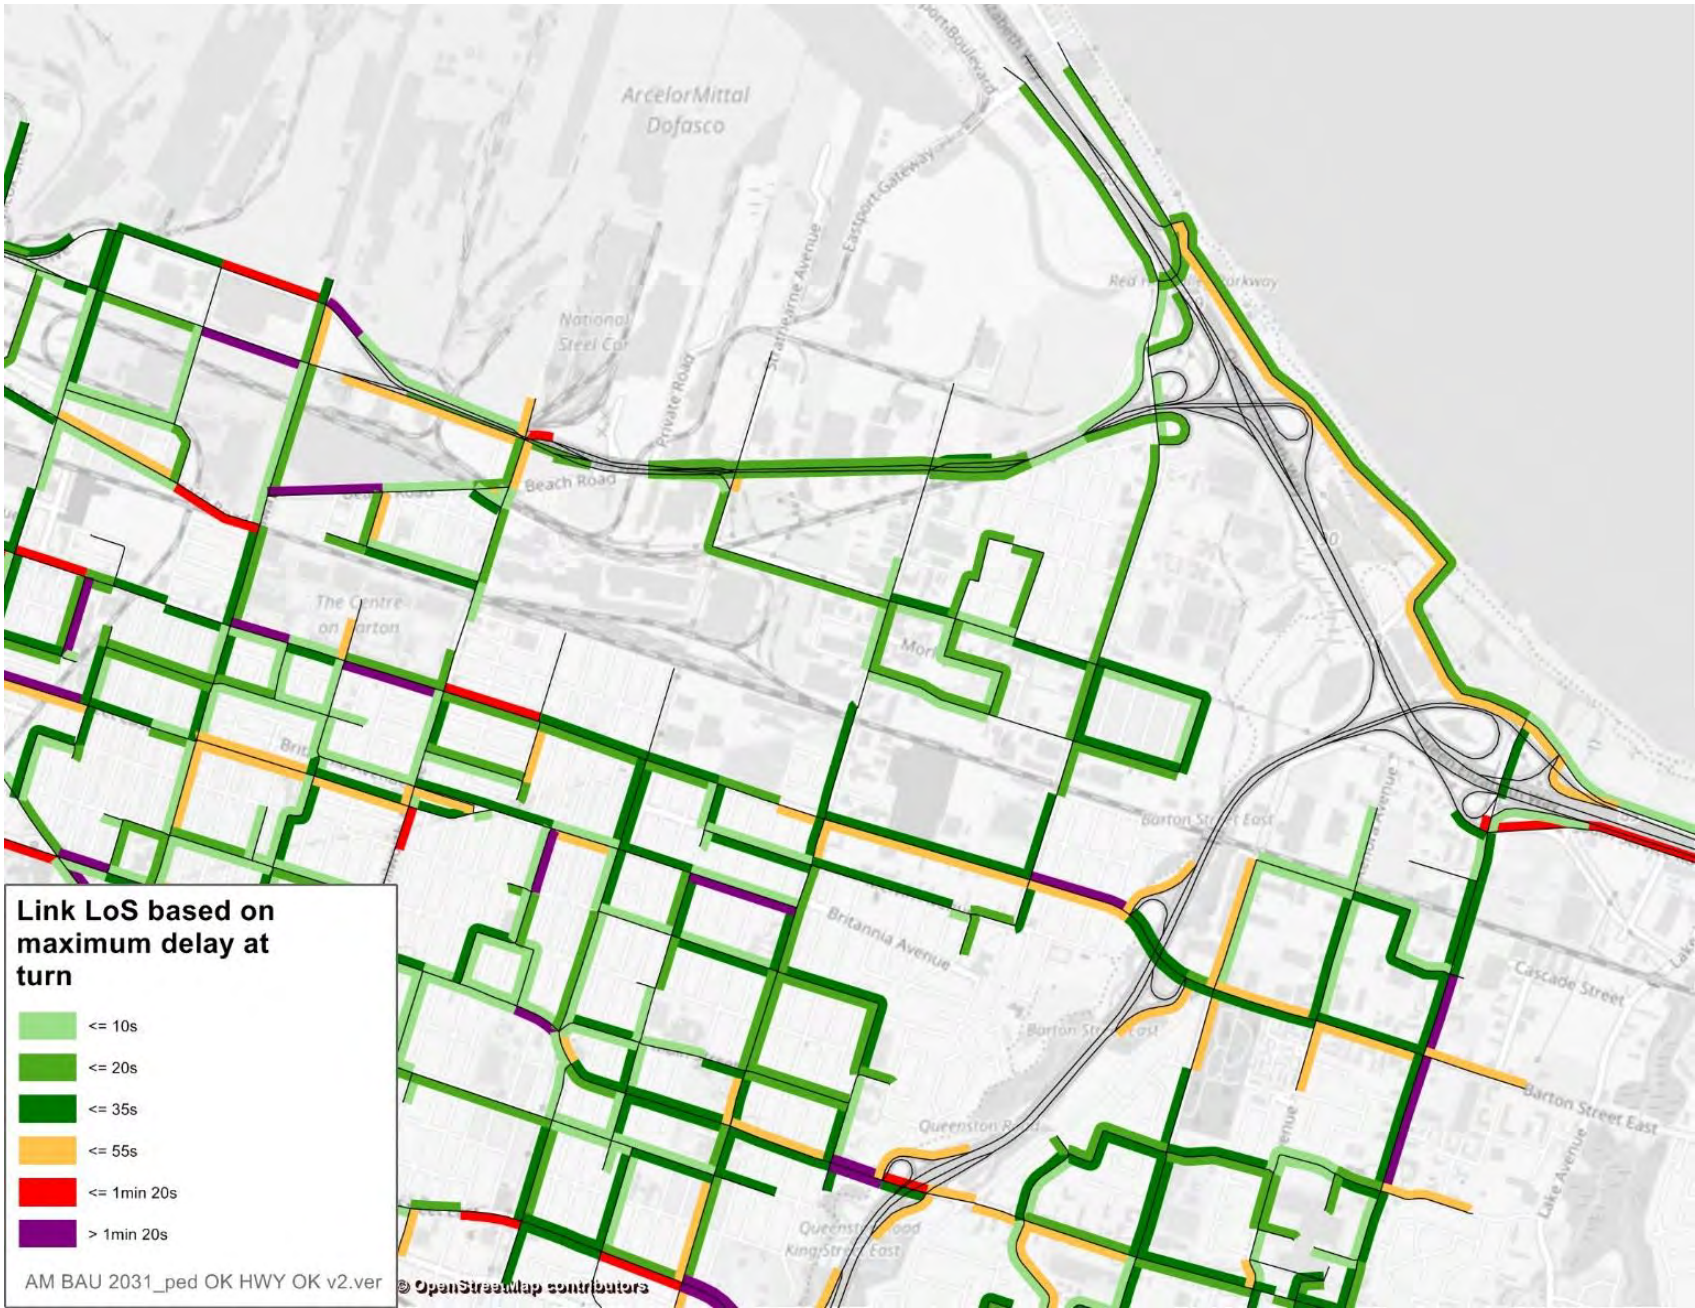 ArcelorMittal
Dofasco
Eastport Gateway
National
Steel Car
Strathearne Avenue
Private Road
Beach Road
The Centre
on Barton
Barton Street East
Britannia Avenue
Cascade Street
Barton Street East
Barton Street East
Queenston Road
Lake Avenue
Queenston Road
King Street East
Link LoS based on
maximum delay at
turn
<= 10s
<= 20s
<= 35s
<= 55s
<= 1min 20s
> 1min 20s
AM BAU 2031_ped OK HWY OK v2.ver
© OpenStreetMap contributors